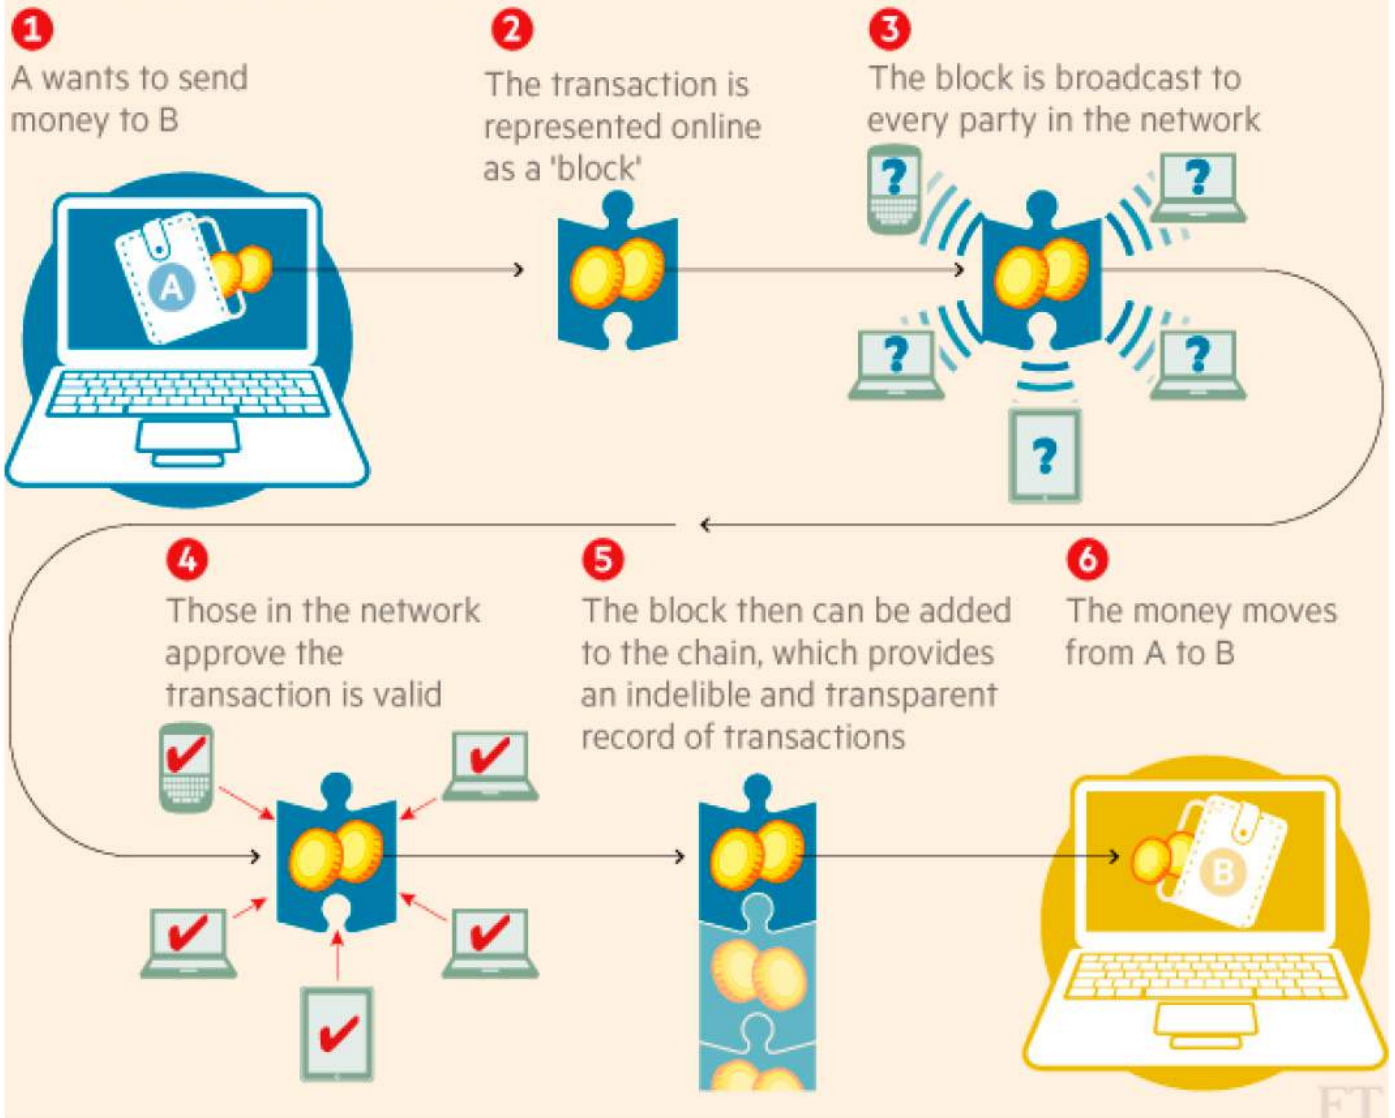 1
A wants to send
money to B
2
The transaction is
represented online
as a 'block'
3
The block is broadcast to
every party in the network
?
?
?
?
?
A
4
Those in the network
approve the
transaction is valid
5
The block then can be added
to the chain, which provides
an indelible and transparent
record of transactions
6
The money moves
from A to B
B
FT